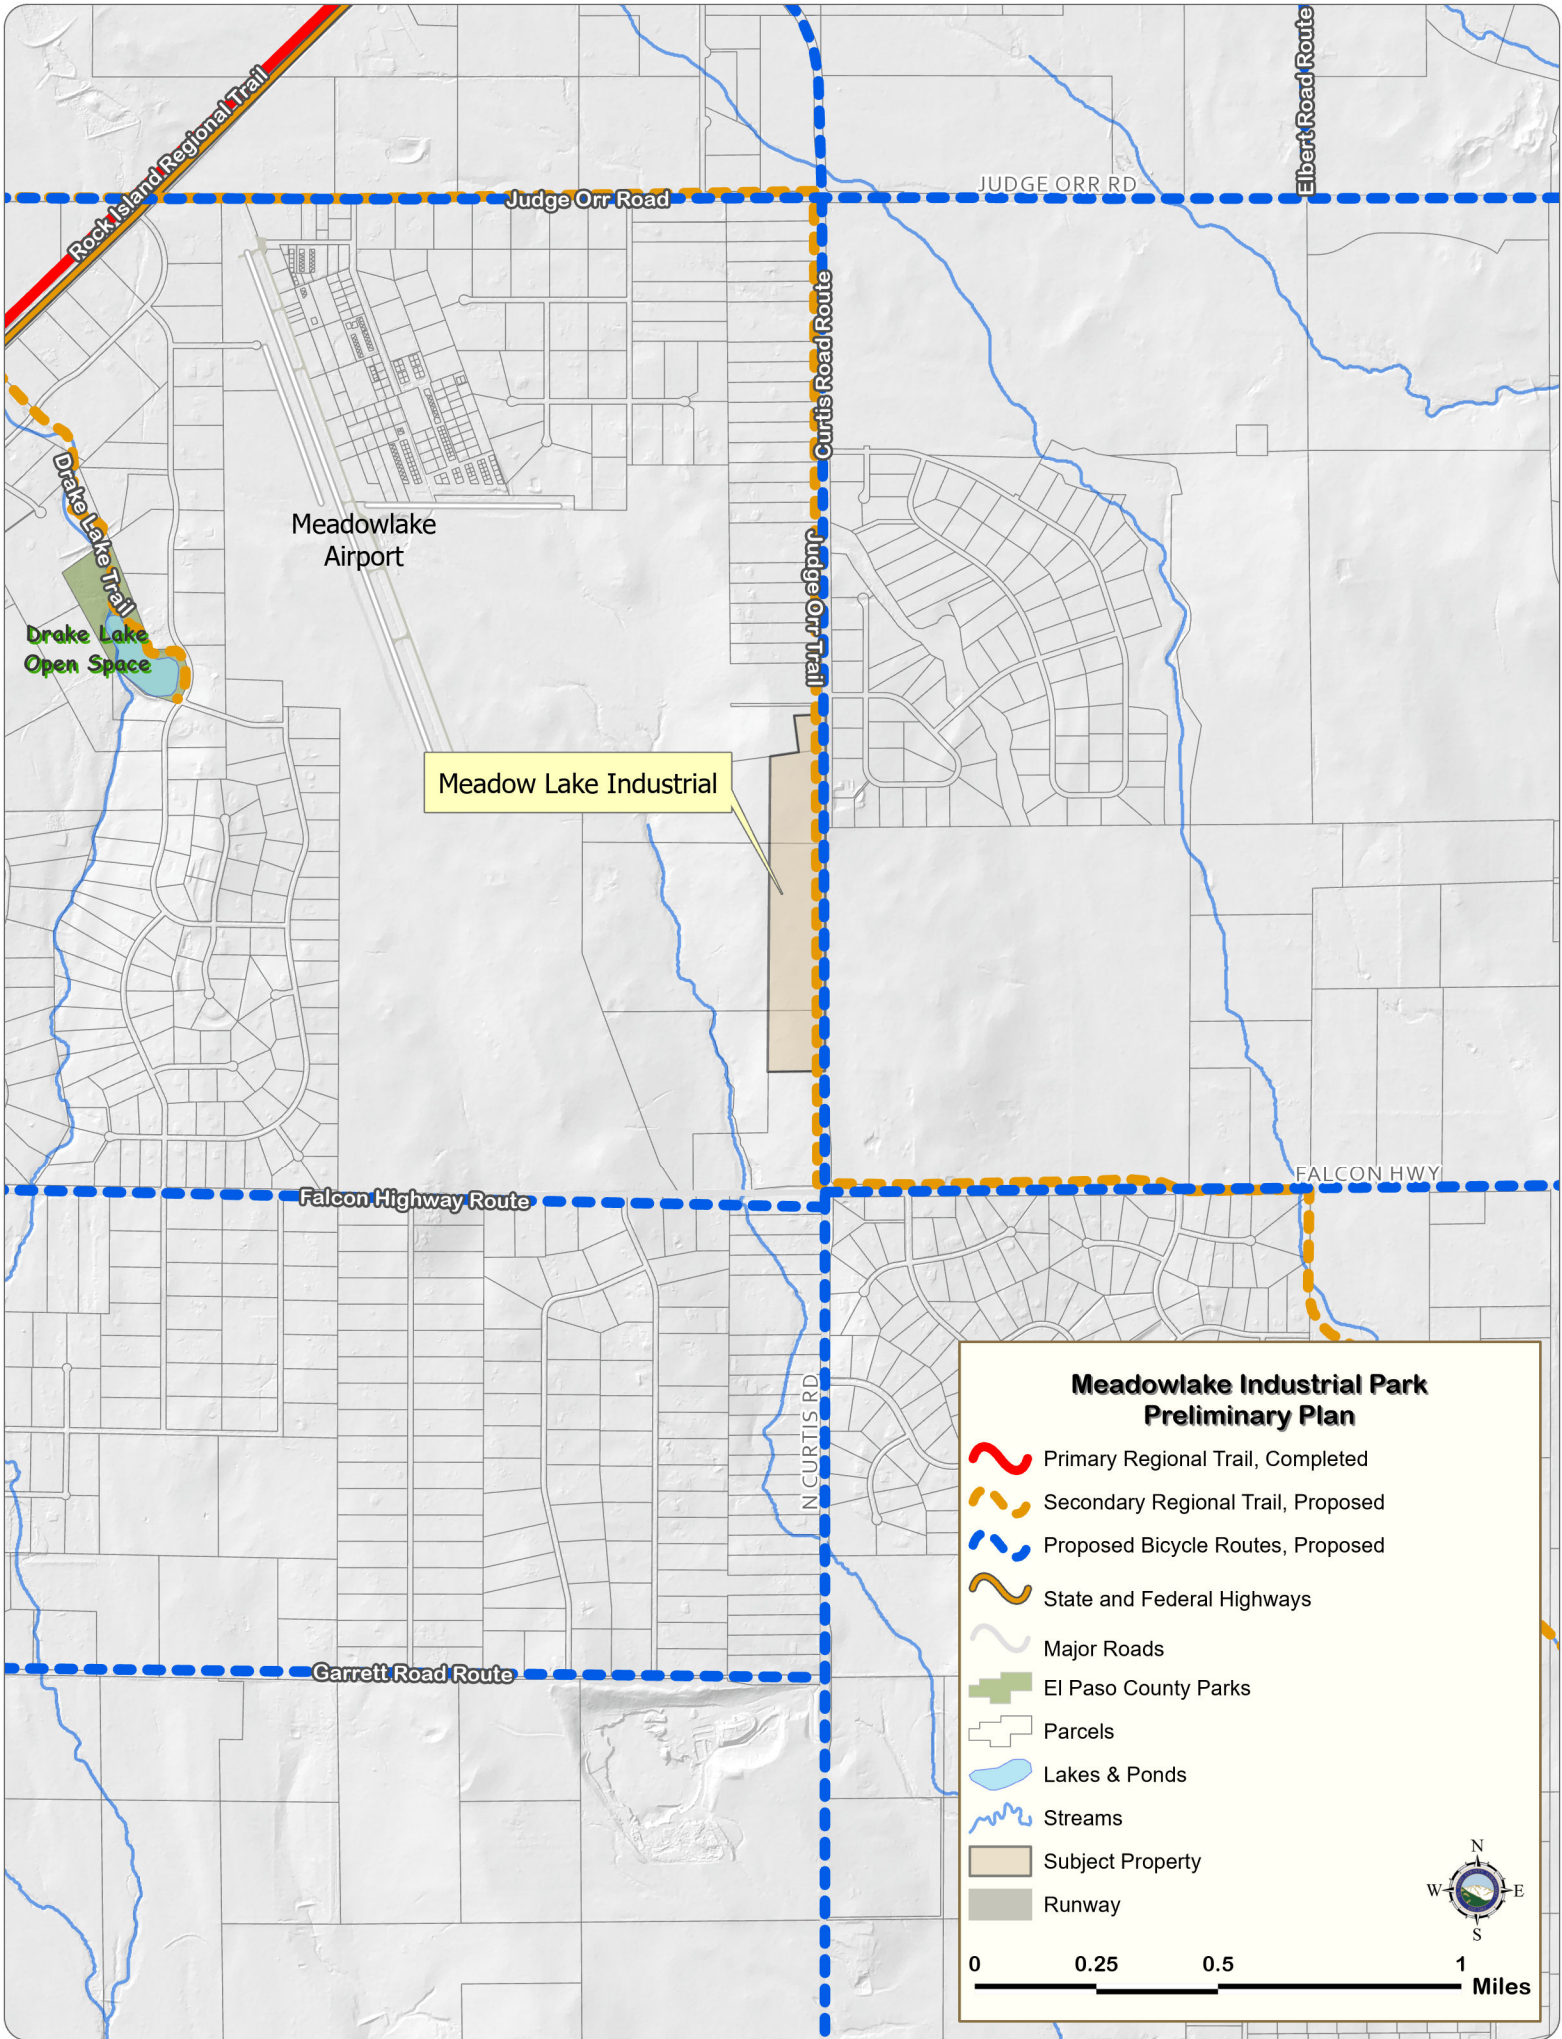 Rock Island Regional Trail
Elbert Road Route
JUDGE ORR RD
Judge Orr Road
Curtis Road Route
Drake Lake Trail
Meadowlake
Airport
Judge Orr Trail
Drake Lake
Open Space
Meadow Lake Industrial
FALCON HWY
Falcon Highway Route
N CURTIS RD
Garrett Road Route
Meadowlake Industrial Park
Preliminary Plan
Primary Regional Trail, Completed
Secondary Regional Trail, Proposed
Proposed Bicycle Routes, Proposed
State and Federal Highways
Major Roads
El Paso County Parks
Parcels
Lakes & Ponds
Streams
Subject Property
Runway
N
W E
S
0 0.25 0.5 1
Miles